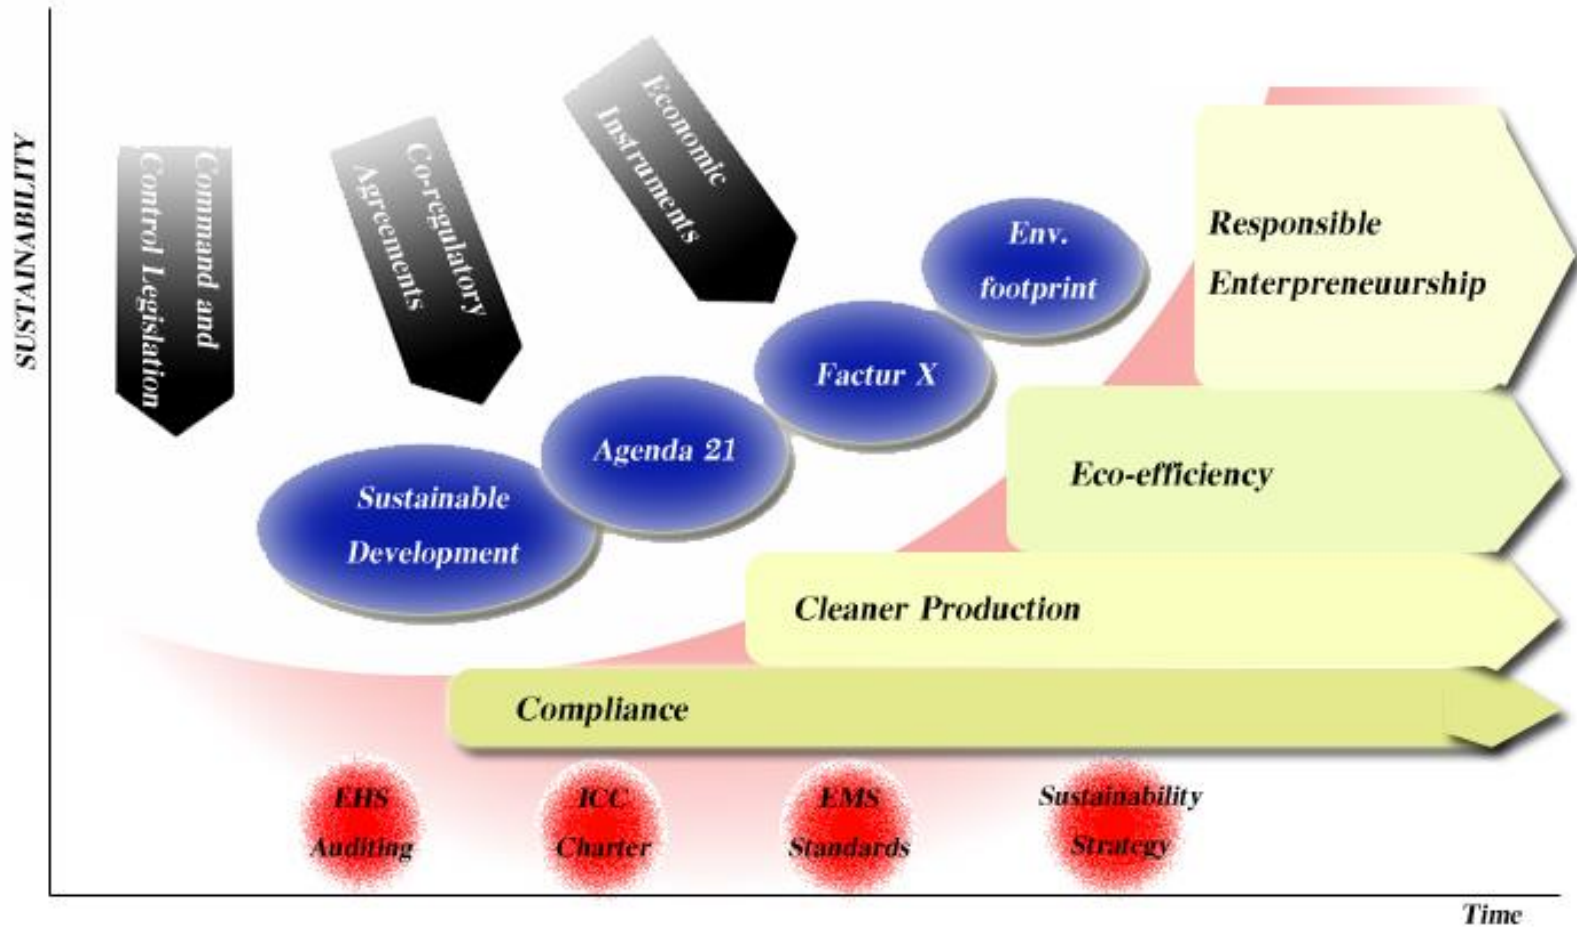 SUSTAINABILITY
Command and
Control Legislation
Co-regulatory
Agreements
Economic
Instruments
Env.
footprint
Factur X
Agenda 21
Sustainable
Development
Responsible
Enterpreneuurship
Eco-efficiency
Cleaner Production
Compliance
EHS
Auditing
ICC
Charter
EMS
Standards
Sustainability
Strategy
Time